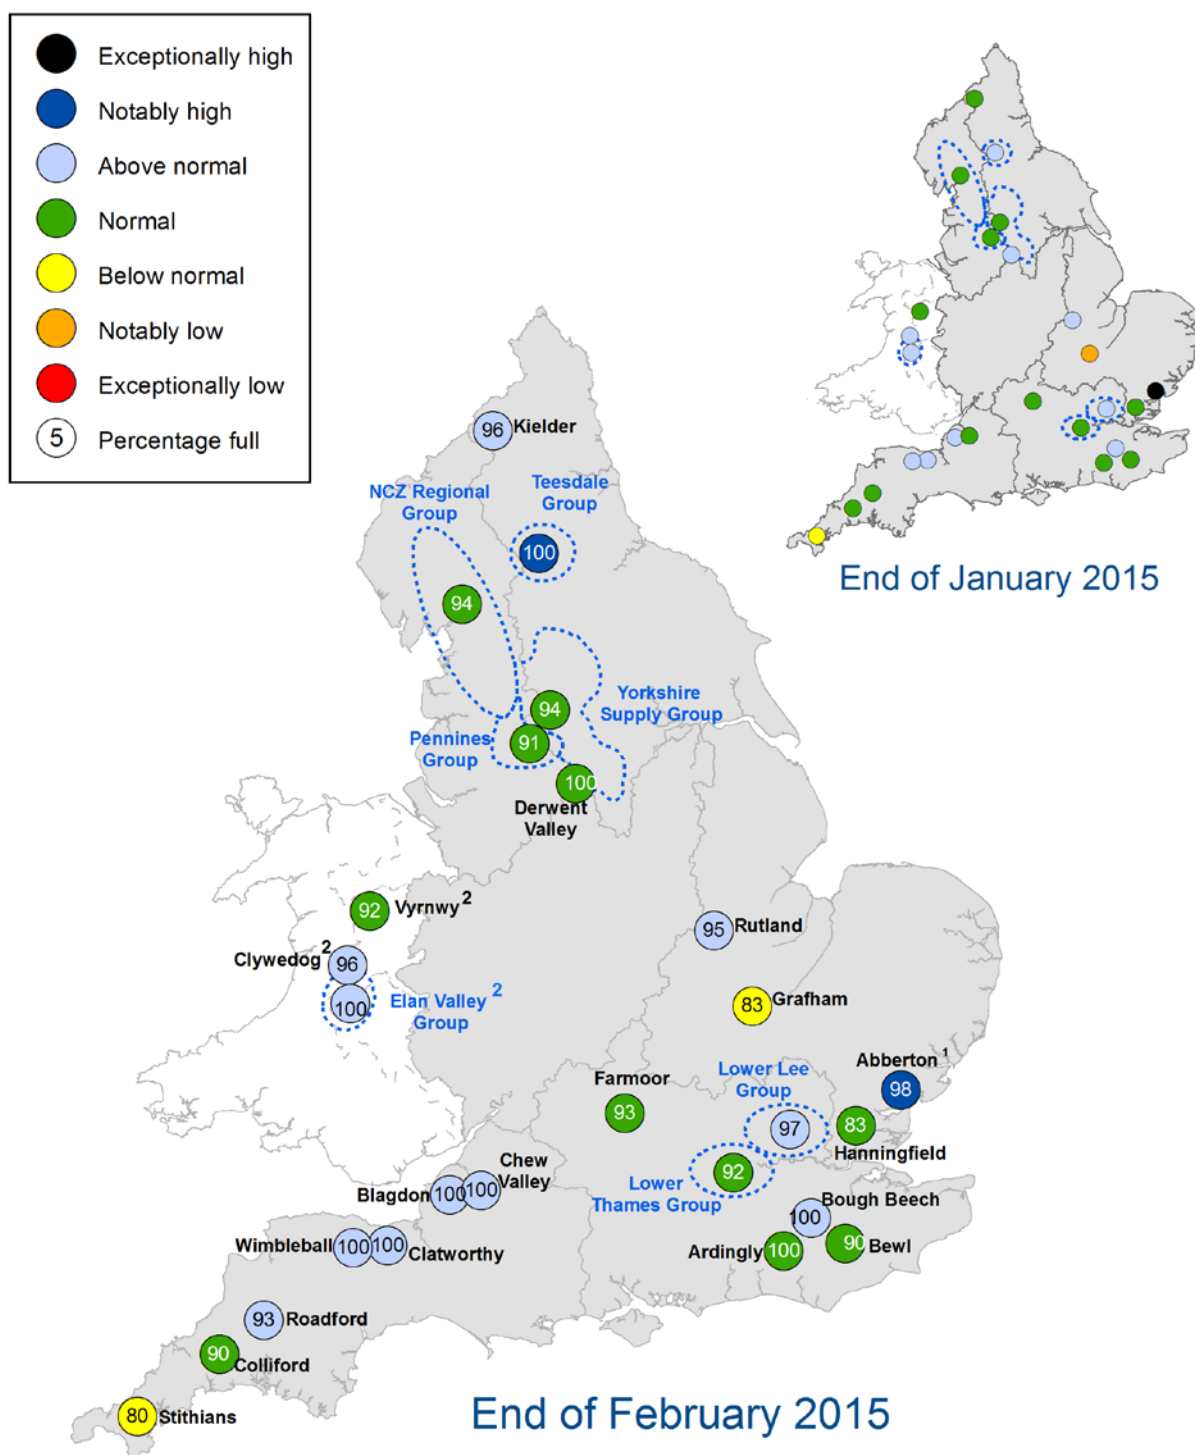 Exceptionally high
Notably high
Above normal
Normal
Below normal
Notably low
Exceptionally low
5 Percentage full
End of January 2015
96 Kielder
NCZ Regional
Group
Teesdale
Group
100
94
Yorkshire
Supply Group
94
Pennines
Group
91
100
Derwent
Valley
92 Vyrnwy 2
Clywedog 2
96
100
Elan Valley 2
Group
95 Rutland
83 Grafham
Abberton 1
98
Farmoor
93
Lower Lee
Group
97
83
Hanningfield
92
Lower
Thames Group
Chew
Valley
Blagdon 100 100
Bough Beech
100
Ardingly 100
90 Bewl
Wimbleball 100 100
Clatworthy
93 Roadford
90
Colliford
80 Stithians
End of February 2015